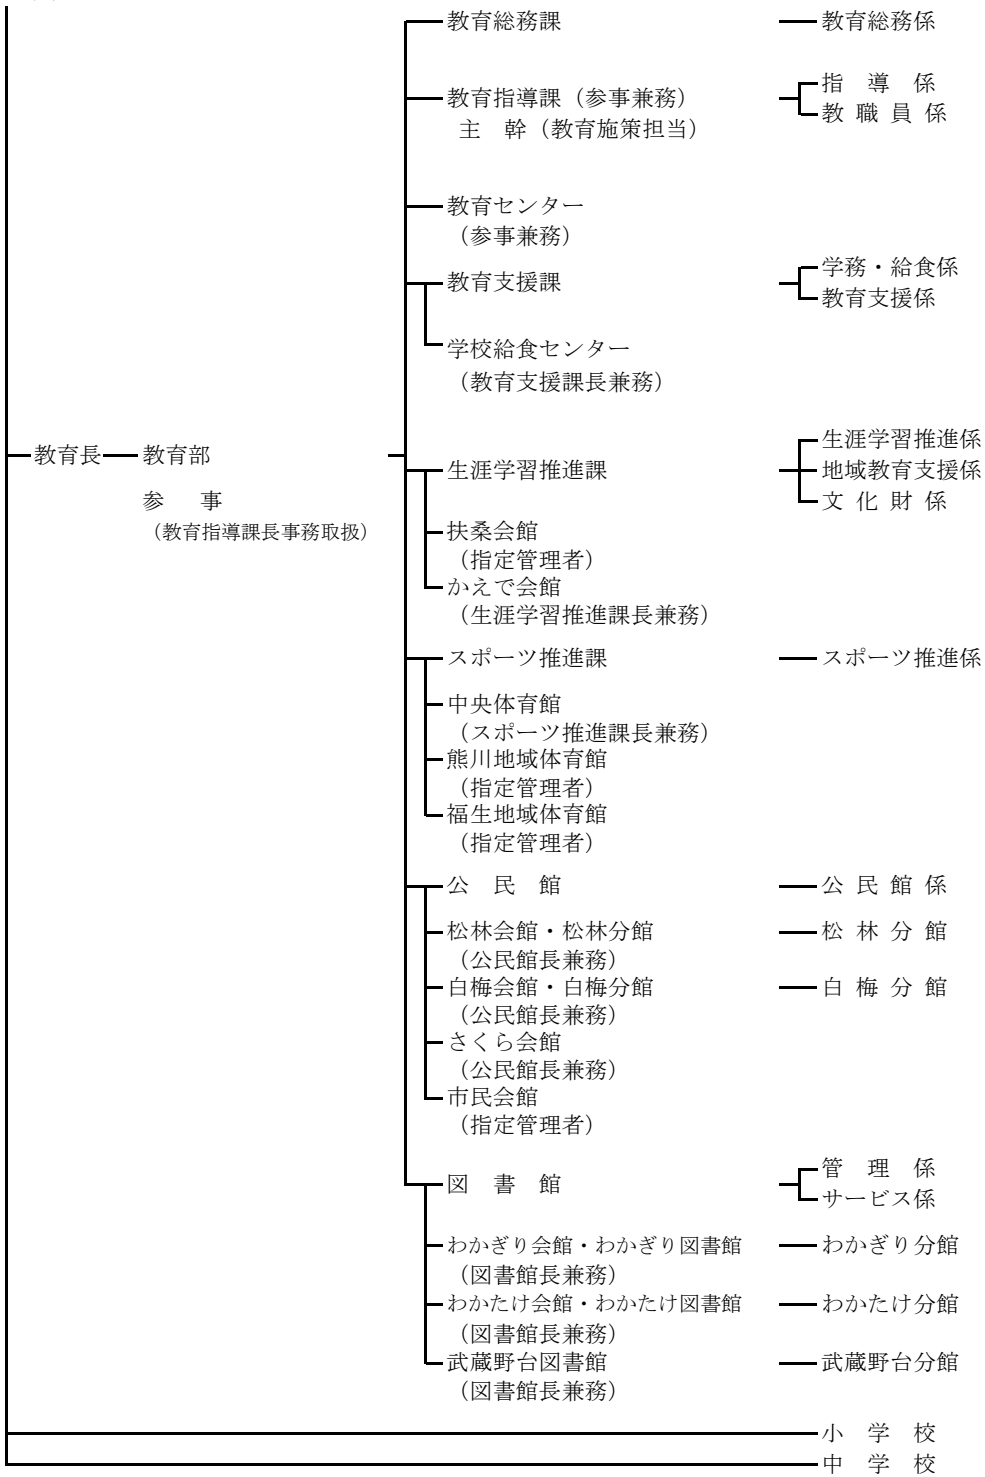 教育総務課 教育総務係
指 導 係
教育指導課（参事兼務）
教 職 員 係
主 幹（教育施策担当）
教育センター
（参事兼務）
学務・給食係
教育支援課
教育支援係
学校給食センター
（教育支援課長兼務）
生涯学習推進係
教育長 教育部
生涯学習推進課 地域教育支援係
参 事
文 化 財 係
（教育指導課長事務取扱）
扶桑会館
（指定管理者）
かえで会館
（生涯学習推進課長兼務）
スポーツ推進課 スポーツ推進係
中央体育館
（スポーツ推進課長兼務）
熊川地域体育館
（指定管理者）
福生地域体育館
（指定管理者）
公 民 館 公 民 館 係
松林会館・松林分館 松 林 分 館
（公民館長兼務）
白梅会館・白梅分館 白 梅 分 館
（公民館長兼務）
さくら会館
（公民館長兼務）
市民会館
（指定管理者）
管 理 係
図 書 館
サービス係
わかぎり会館・わかぎり図書館 わかぎり分館
（図書館長兼務）
わかたけ会館・わかたけ図書館 わかたけ分館
（図書館長兼務）
武蔵野台図書館 武蔵野台分館
（図書館長兼務）
小 学 校
中 学 校